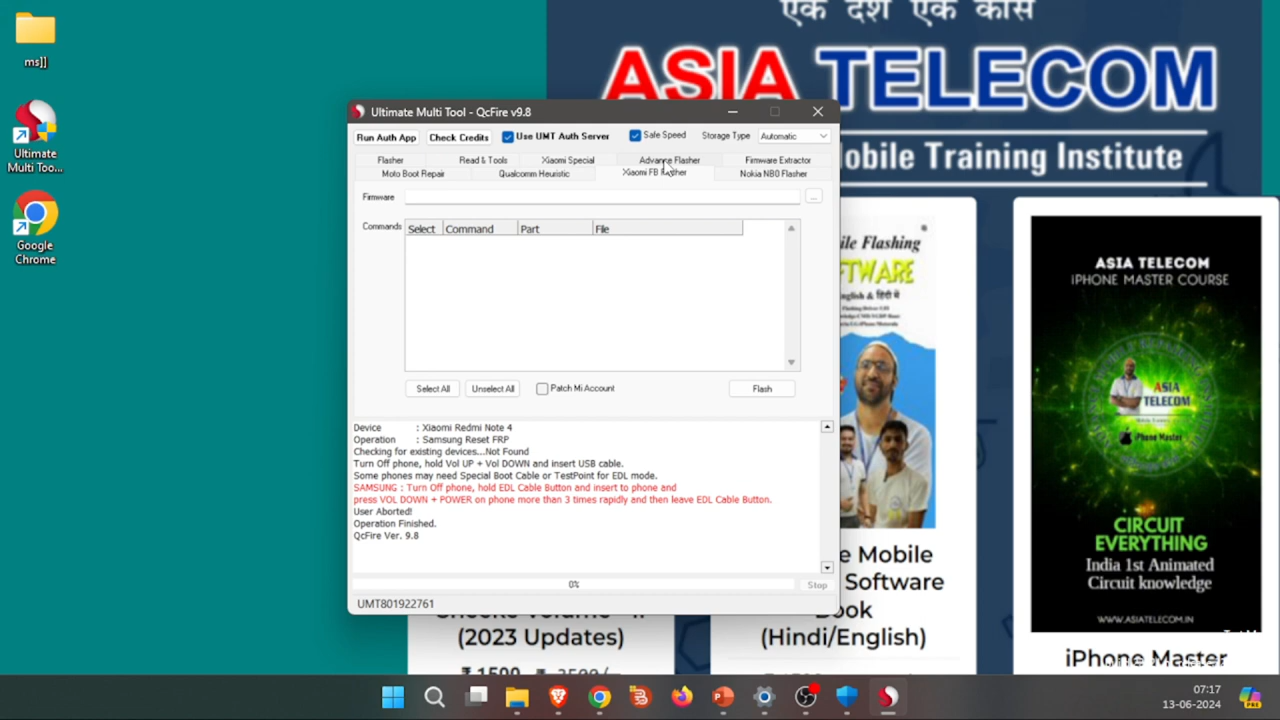 ms]]
Ultimate
Multi Too...
Google
Chrome
एक देश एक कोर्स
ASIA TELECOM
Mobile Training Institute
Ultimate Multi Tool - QcFire v9.8
Run Auth App
Check Credits
Use UMT Auth Server
Safe Speed
Storage Type
Automatic
Flasher
Read & Tools
Xiaomi Special
Advance Flasher
Firmware Extractor
Moto Boot Repair
Qualcomm Heuristic
Xiaomi FB Flasher
Nokia NB0 Flasher
Firmware
...
Commands
Select
Command
Part
File
Select All
Unselect All
Patch Mi Account
Flash
Device : Xiaomi Redmi Note 4
Operation : Samsung Reset FRP
Checking for existing devices...Not Found
Turn Off phone, hold Vol UP + Vol DOWN and insert USB cable.
Some phones may need Special Boot Cable or TestPoint for EDL mode.
SAMSUNG : Turn Off phone, hold EDL Cable Button and insert to phone and
press VOL DOWN + POWER on phone more than 3 times rapidly and then leave EDL Cable Button.
User Aborted!
Operation Finished.
QcFire Ver. 9.8
0%
Stop
UMT801922761
(2023 Updates)
ile Flashing
FTWARE
Mobile
Software
Book
(Hindi/English)
ASIA TELECOM
iPHONE MASTER COURSE
ASIA
TELECOM
iPhone Master
CIRCUIT
EVERYTHING
India 1st Animated
Circuit knowledge
WWW.ASIATELECOM.IN
iPhone Master
07:17
13-06-2024
PRE